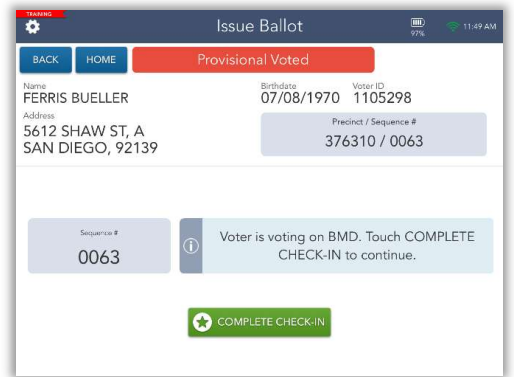 TRAINING
Issue Ballot
97%
11:49 AM
BACK
HOME
Provisional Voted
Name
FERRIS BUELLER
Birthdate
07/08/1970
Voter ID
1105298
Address
5612 SHAW ST, A
SAN DIEGO, 92139
Precinct / Sequence #
376310 / 0063
Sequence #
0063
Voter is voting on BMD. Touch COMPLETE
CHECK-IN to continue.
COMPLETE CHECK-IN